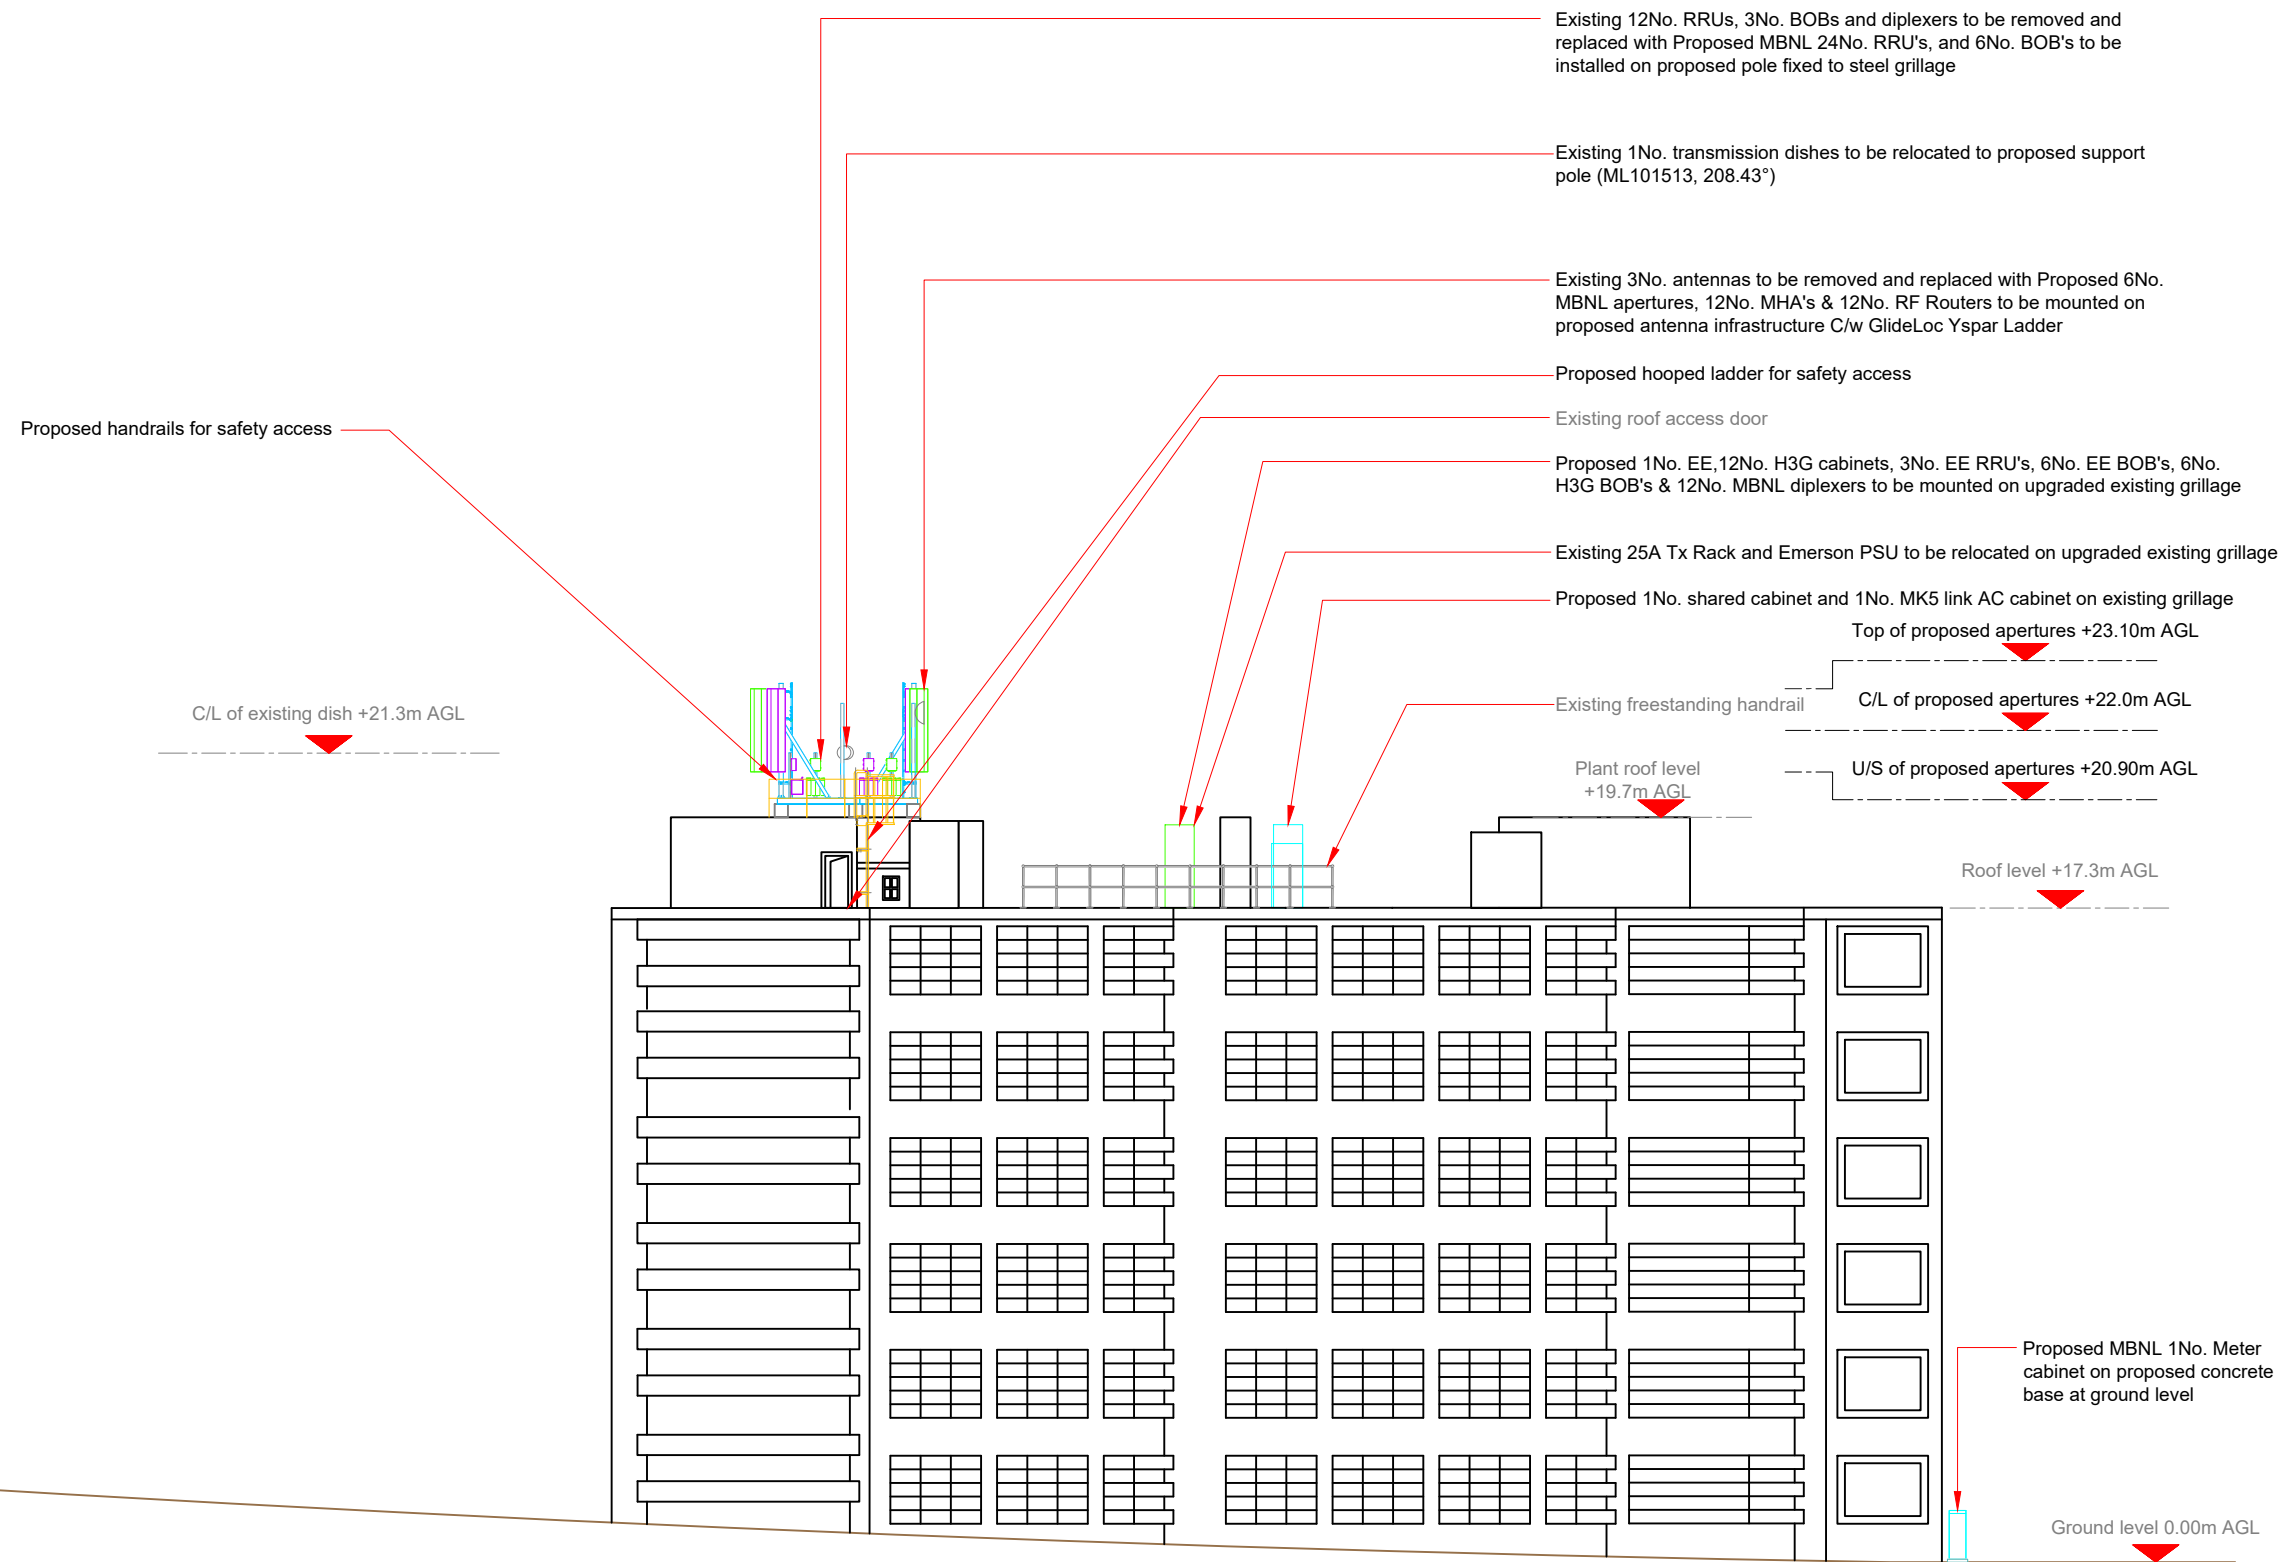 Existing 12No. RRUs, 3No. BOBs and diplexers to be removed and
replaced with Proposed MBNL 24No. RRU's, and 6No. BOB's to be
installed on proposed pole fixed to steel grillage
Existing 1No. transmission dishes to be relocated to proposed support
pole (ML101513, 208.43°)
Existing 3No. antennas to be removed and replaced with Proposed 6No.
MBNL apertures, 12No. MHA's & 12No. RF Routers to be mounted on
proposed antenna infrastructure C/w GlideLoc Yspar Ladder
Proposed hooped ladder for safety access
Existing roof access door
Proposed handrails for safety access
Proposed 1No. EE,12No. H3G cabinets, 3No. EE RRU's, 6No. EE BOB's, 6No.
H3G BOB's & 12No. MBNL diplexers to be mounted on upgraded existing grillage
Existing 25A Tx Rack and Emerson PSU to be relocated on upgraded existing grillage
Proposed 1No. shared cabinet and 1No. MK5 link AC cabinet on existing grillage
Top of proposed apertures +23.10m AGL
C/L of proposed apertures +22.0m AGL
Existing freestanding handrail
C/L of existing dish +21.3m AGL
U/S of proposed apertures +20.90m AGL
Plant roof level
+19.7m AGL
Roof level +17.3m AGL
Proposed MBNL 1No. Meter
cabinet on proposed concrete
base at ground level
Ground level 0.00m AGL